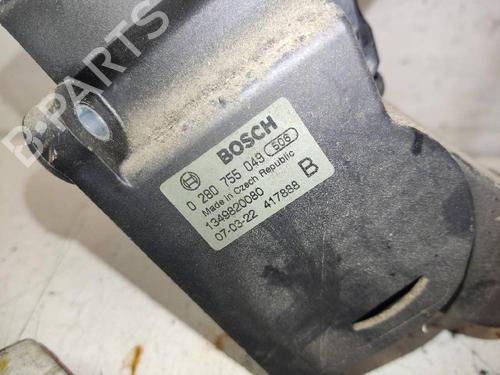 B-PARTS
BOSCH
0 280 755 049 506
Made in Czech Republic
1349820080 B
07-03-22 417888